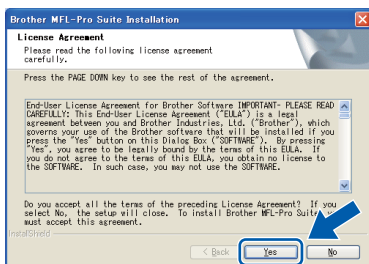 Brother MFL-Pro Suite Installation
License Agreement
Please read the following license agreement
carefully.
Press the PAGE DOWN key to see the rest of the agreement.
End-User License Agreement for Brother Software IMPORTANT- PLEASE READ
CAREFULLY: This End-User License Agreement ("EULA") is a legal
agreement between you and Brother Industries, Ltd. ("Brother"), which
governs your use of the Brother software that will be installed if you
press the "Yes" button on this Dialog Box ("SOFTWARE"). By pressing
"Yes", you agree to be legally bound by the terms of this EULA. If
you do not agree to the terms of this EULA, you obtain no license to
the SOFTWARE. In such case, you may not use the SOFTWARE.
Do you accept all the terms of the preceding License Agreement? If you
select No, the setup will close. To install Brother MFL-Pro Suite, you
must accept this agreement.
InstallShield
< Back
Yes
No